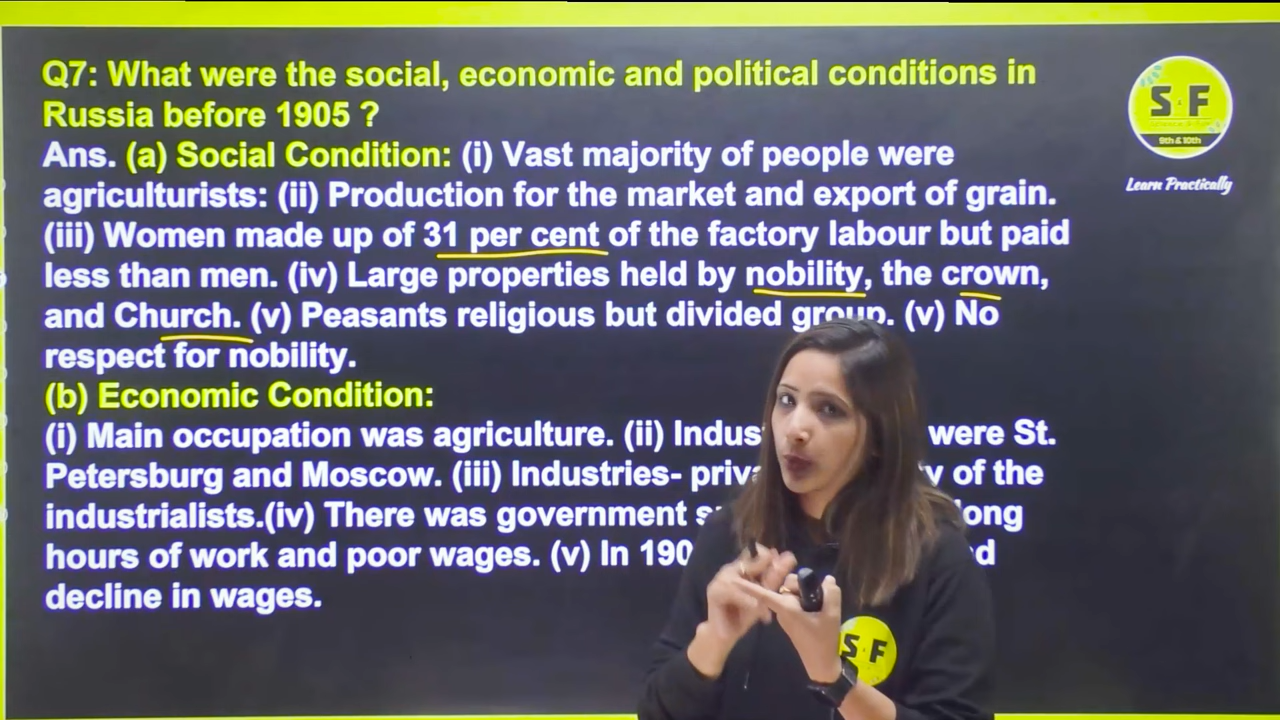 Q7: What were the social, economic and political conditions in
Russia before 1905 ?
Ans. (a) Social Condition: (i) Vast majority of people were
agriculturists: (ii) Production for the market and export of grain.
(iii) Women made up of 31 per cent of the factory labour but paid
less than men. (iv) Large properties held by nobility, the crown,
and Church. (v) Peasants religious but divided group. (v) No
respect for nobility.
(b) Economic Condition:
(i) Main occupation was agriculture. (ii) were St.
Petersburg and Moscow. (iii) Industries- of the
industrialists.(iv) There was government long
hours of work and poor wages. (v) In
decline in wages.
S F
9th & 10th
Learn Practically
S F